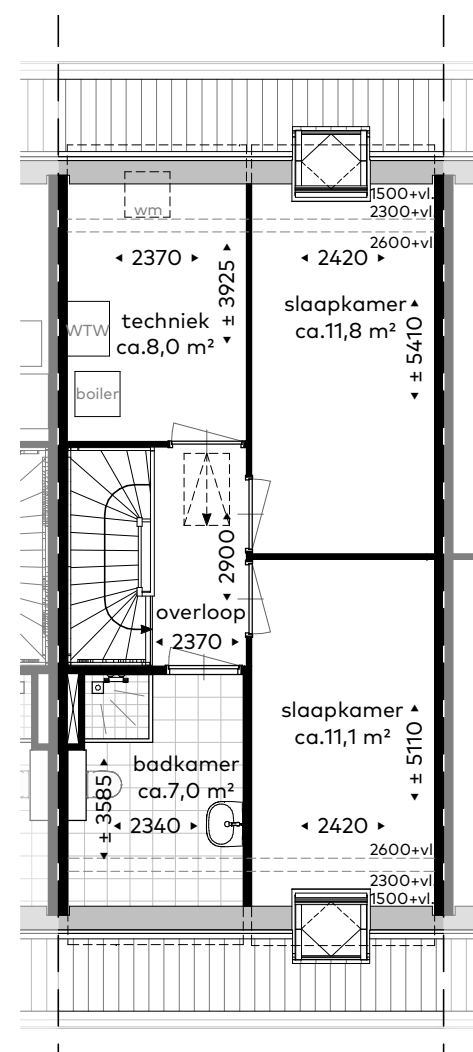 1500+vl.
wm
2300+vl.
2600+vl.
2370
± 3925
2420
slaapkamer
ca.11,8 m²
± 5410
techniek
ca.8,0 m²
WTW
boiler
2900
overloop
2370
slaapkamer
ca.11,1 m²
± 5110
badkamer
ca.7,0 m²
± 3585
2340
2420
2600+vl.
2300+vl.
1500+vl.